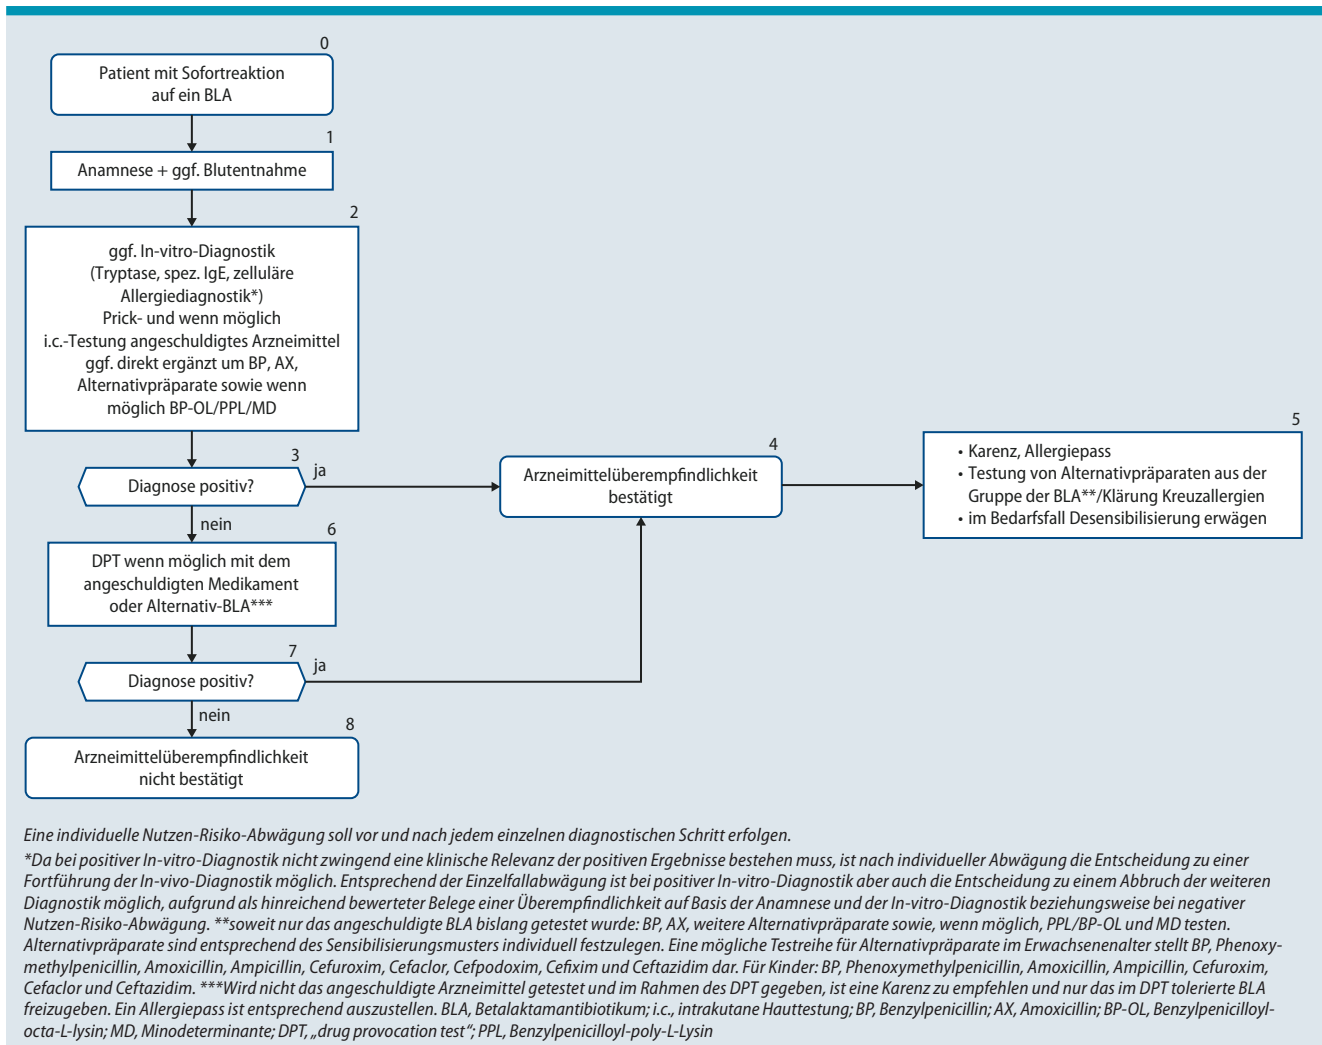 0
Patient mit Sofortreaktion
auf ein BLA
1
Anamnese + ggf. Blutentnahme
2
ggf. In-vitro-Diagnostik
(Tryptase, spez. IgE, zelluläre
Allergiediagnostik*)
Prick- und wenn möglich
i.c.-Testung angeschuldigtes Arzneimittel
ggf. direkt ergänzt um BP, AX,
Alternativpräparate sowie wenn
möglich BP-OL/PPL/MD
3
Diagnose positiv?
ja
nein
4
Arzneimittelüberempfindlichkeit
bestätigt
5
• Karenz, Allergiepass
• Testung von Alternativpräparaten aus der
Gruppe der BLA**/Klärung Kreuzallergien
• im Bedarfsfall Desensibilisierung erwägen
6
DPT wenn möglich mit dem
angeschuldigten Medikament
oder Alternativ-BLA***
7
Diagnose positiv?
ja
nein
8
Arzneimittelüberempfindlichkeit
nicht bestätigt
Eine individuelle Nutzen-Risiko-Abwägung soll vor und nach jedem einzelnen diagnostischen Schritt erfolgen.
*Da bei positiver In-vitro-Diagnostik nicht zwingend eine klinische Relevanz der positiven Ergebnisse bestehen muss, ist nach individueller Abwägung die Entscheidung zu einer
Fortführung der In-vivo-Diagnostik möglich. Entsprechend der Einzelfallabwägung ist bei positiver In-vitro-Diagnostik aber auch die Entscheidung zu einem Abbruch der weiteren
Diagnostik möglich, aufgrund als hinreichend bewerteter Belege einer Überempfindlichkeit auf Basis der Anamnese und der In-vitro-Diagnostik beziehungsweise bei negativer
Nutzen-Risiko-Abwägung. **soweit nur das angeschuldigte BLA bislang getestet wurde: BP, AX, weitere Alternativpräparate sowie, wenn möglich, PPL/BP-OL und MD testen.
Alternativpräparate sind entsprechend des Sensibilisierungsmusters individuell festzulegen. Eine mögliche Testreihe für Alternativpräparate im Erwachsenenalter stellt BP, Phenoxy-
methylpenicillin, Amoxicillin, Ampicillin, Cefuroxim, Cefaclor, Cefpodoxim, Cefixim und Ceftazidim dar. Für Kinder: BP, Phenoxymethylpenicillin, Amoxicillin, Ampicillin, Cefuroxim,
Cefaclor und Ceftazidim. ***Wird nicht das angeschuldigte Arzneimittel getestet und im Rahmen des DPT gegeben, ist eine Karenz zu empfehlen und nur das im DPT tolerierte BLA
freizugeben. Ein Allergiepass ist entsprechend auszustellen. BLA, Betalaktamantibiotikum; i.c., intrakutane Hauttestung; BP, Benzylpenicillin; AX, Amoxicillin; BP-OL, Benzylpenicilloyl-
octa-L-lysin; MD, Minodeterminante; DPT, „drug provocation test“; PPL, Benzylpenicilloyl-poly-L-Lysin